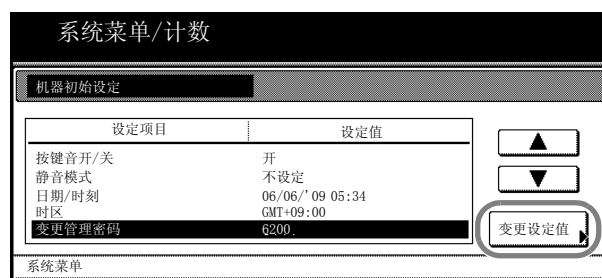 系统菜单/计数
机器初始设定
设定项目 设定值
按键音开/关 开
静音模式 不设定
日期/时刻 06/06/'09 05:34
时区 GMT+09:00
变更管理密码 6200.
▲
▼
变更设定值
系统菜单